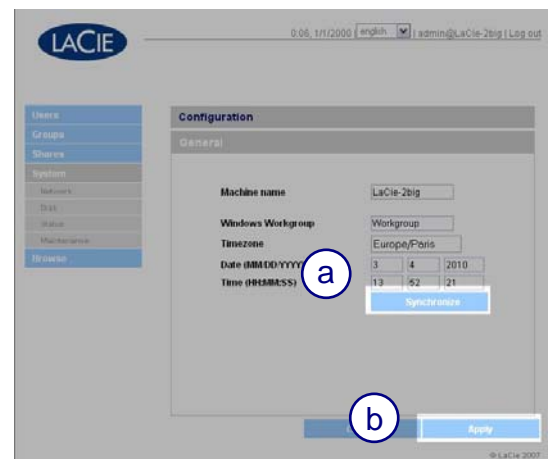 LACIE
0:06, 1/1/2000 | english | admin@LaCie-2big | Log out
Users
Groups
Shares
System
Network
Disk
Status
Maintenance
Browse
Configuration
General
Machine name LaCie-2big
Windows Workgroup Workgroup
Timezone Europe/Paris
Date (MM:DD:YYYY) 3 4 2010
a
Time (HH:MM:SS) 13 52 21
Synchronize
b
Apply
© LaCie 2007